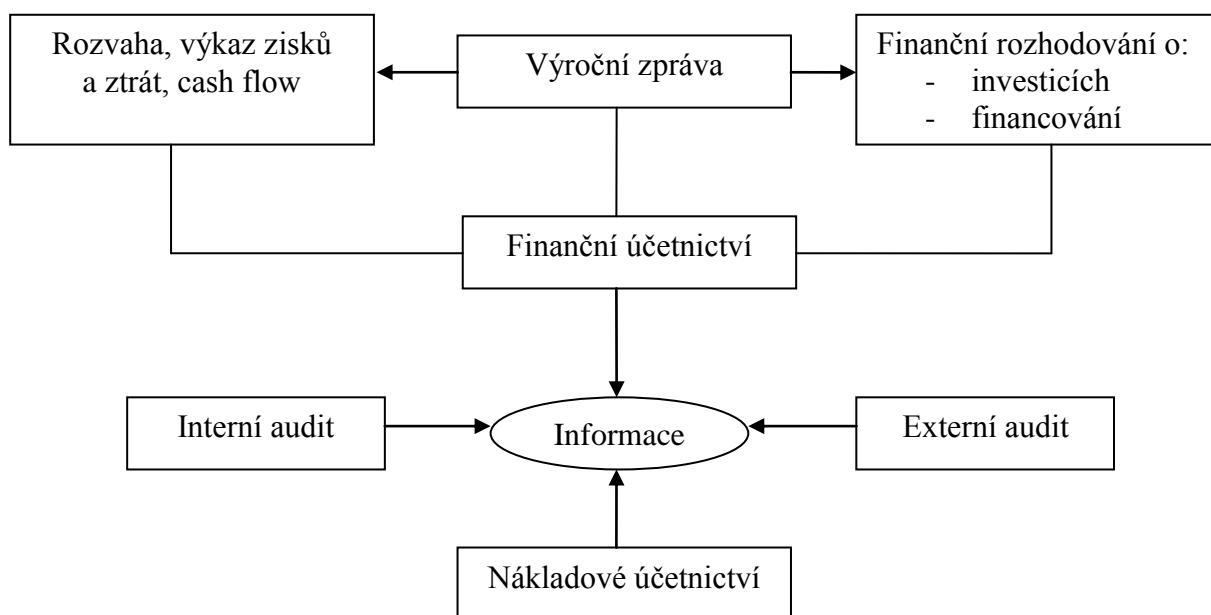 Rozvaha, výkaz zisků
a ztrát, cash flow
Výroční zpráva
Finanční rozhodování o:
- investicích
- financování
Finanční účetnictví
Interní audit
Informace
Externí audit
Nákladové účetnictví